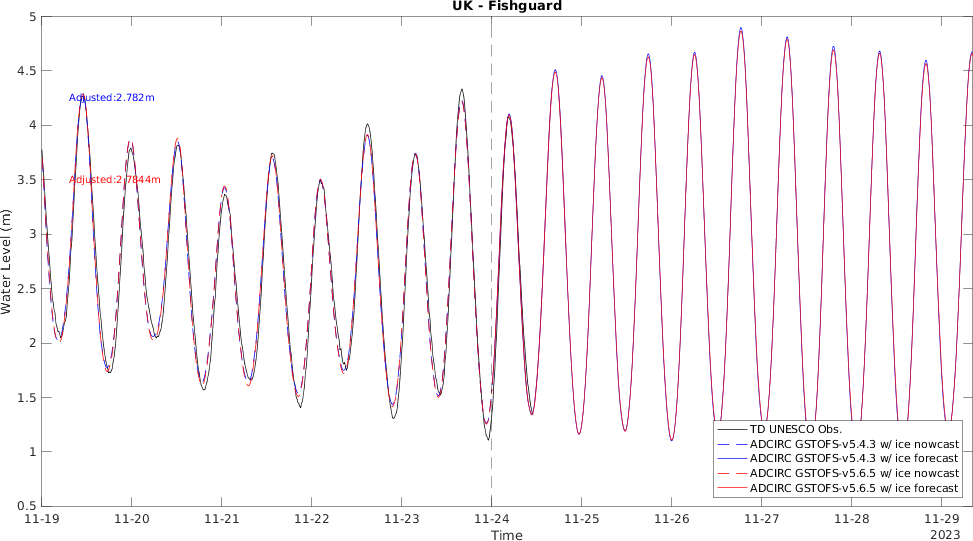 UK - Fishguard
5
4.5
4
3.5
3
2.5
2
1.5
1
0.5
Water Level (m)
Adjusted:2.782m
Adjusted:2.7844m
TD UNESCO Obs.
ADCIRC GSTOFS-v5.4.3 w/ ice nowcast
ADCIRC GSTOFS-v5.4.3 w/ ice forecast
ADCIRC GSTOFS-v5.6.5 w/ ice nowcast
ADCIRC GSTOFS-v5.6.5 w/ ice forecast
11-19 11-20 11-21 11-22 11-23 11-24 11-25 11-26 11-27 11-28 11-29
Time 2023